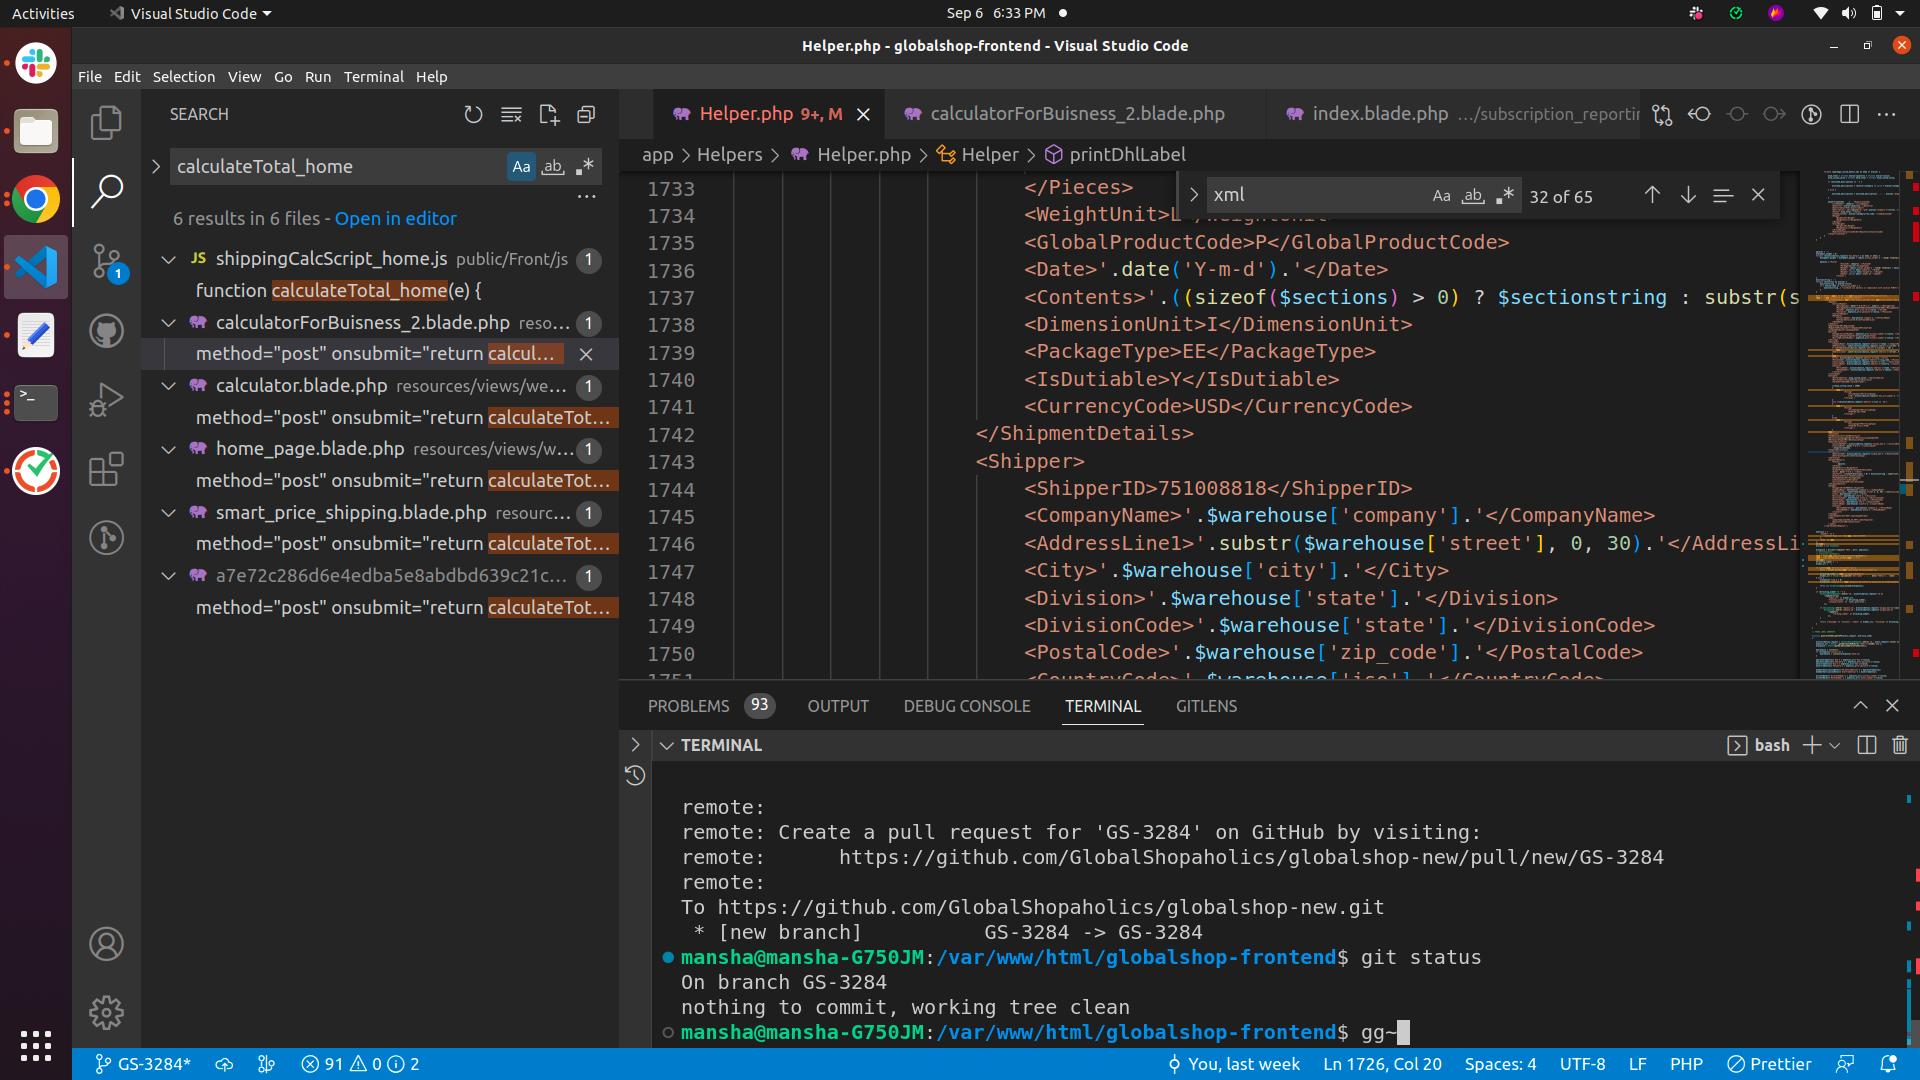 Activities
Visual Studio Code
Sep 6 6:33 PM
Helper.php - globalshop-frontend - Visual Studio Code
File Edit Selection View Go Run Terminal Help
SEARCH
calculateTotal_home
Aa ab .*
6 results in 6 files - Open in editor
JS shippingCalcScript_home.js public/Front/js 1
function calculateTotal_home(e) {
calculatorForBuisness_2.blade.php reso... 1
method="post" onsubmit="return calcul...
calculator.blade.php resources/views/we... 1
method="post" onsubmit="return calculateTot...
home_page.blade.php resources/views/w... 1
method="post" onsubmit="return calculateTot...
smart_price_shipping.blade.php resourc... 1
method="post" onsubmit="return calculateTot...
a7e72c286d6e4edba5e8abdbd639c21c... 1
method="post" onsubmit="return calculateTot...
1
Helper.php 9+, M
calculatorForBuisness_2.blade.php
index.blade.php .../subscription_reportin
app > Helpers > Helper.php > Helper > printDhlLabel
xml Aa ab .* 32 of 65
1733 </Pieces>
1734 <WeightUnit>L</WeightUnit>
1735 <GlobalProductCode>P</GlobalProductCode>
1736 <Date>'.date('Y-m-d').'</Date>
1737 <Contents>'.((sizeof($sections) > 0) ? $sectionstring : substr(s
1738 <DimensionUnit>I</DimensionUnit>
1739 <PackageType>EE</PackageType>
1740 <IsDutiable>Y</IsDutiable>
1741 <CurrencyCode>USD</CurrencyCode>
1742 </ShipmentDetails>
1743 <Shipper>
1744 <ShipperID>751008818</ShipperID>
1745 <CompanyName>'.$warehouse['company'].'</CompanyName>
1746 <AddressLine1>'.substr($warehouse['street'], 0, 30).'</AddressLi
1747 <City>'.$warehouse['city'].'</City>
1748 <Division>'.$warehouse['state'].'</Division>
1749 <DivisionCode>'.$warehouse['state'].'</DivisionCode>
1750 <PostalCode>'.$warehouse['zip_code'].'</PostalCode>
1751 <CountryCode>'.$warehouse['iso'].'</CountryCode>
PROBLEMS 93 OUTPUT DEBUG CONSOLE TERMINAL GITLENS
TERMINAL
bash
remote:
remote: Create a pull request for 'GS-3284' on GitHub by visiting:
remote: https://github.com/GlobalShopaholics/globalshop-new/pull/new/GS-3284
remote:
To https://github.com/GlobalShopaholics/globalshop-new.git
* [new branch] GS-3284 -> GS-3284
mansha@mansha-G750JM:/var/www/html/globalshop-frontend$ git status
On branch GS-3284
nothing to commit, working tree clean
mansha@mansha-G750JM:/var/www/html/globalshop-frontend$ gg~
GS-3284* 91 0 2
You, last week Ln 1726, Col 20 Spaces: 4 UTF-8 LF PHP Prettier